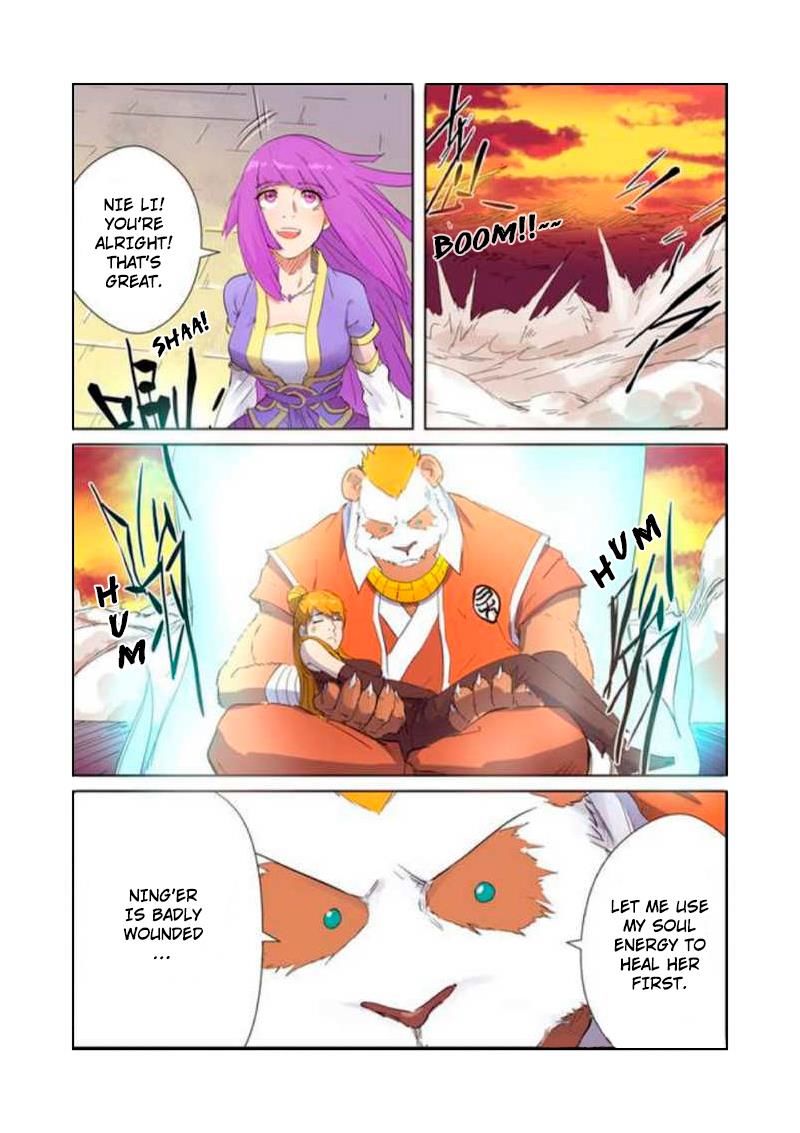 NIE LI!
YOU'RE
ALRIGHT!
THAT'S
GREAT.
SHAA!
BOOM!!~~
HUM
HUM
NING'ER
IS BADLY
WOUNDED
...
LET ME USE
MY SOUL
ENERGY TO
HEAL HER
FIRST.